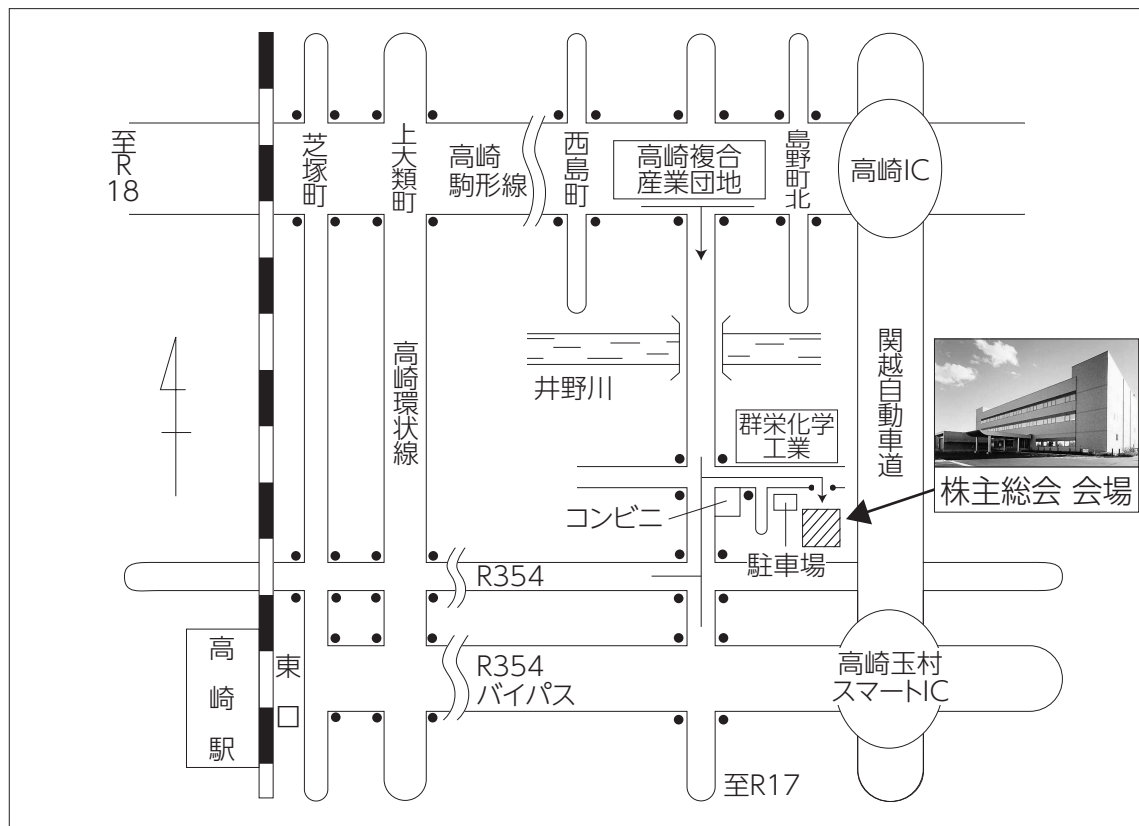 至R18
芝塚町
上大類町
高崎
駒形線
西島町
高崎複合
産業団地
島野町北
高崎IC
高崎環状線
井野川
関越自動車道
群栄化学
工業
株主総会 会場
コンビニ
駐車場
R354
高崎駅
東口
R354
バイパス
高崎玉村
スマートIC
至R17